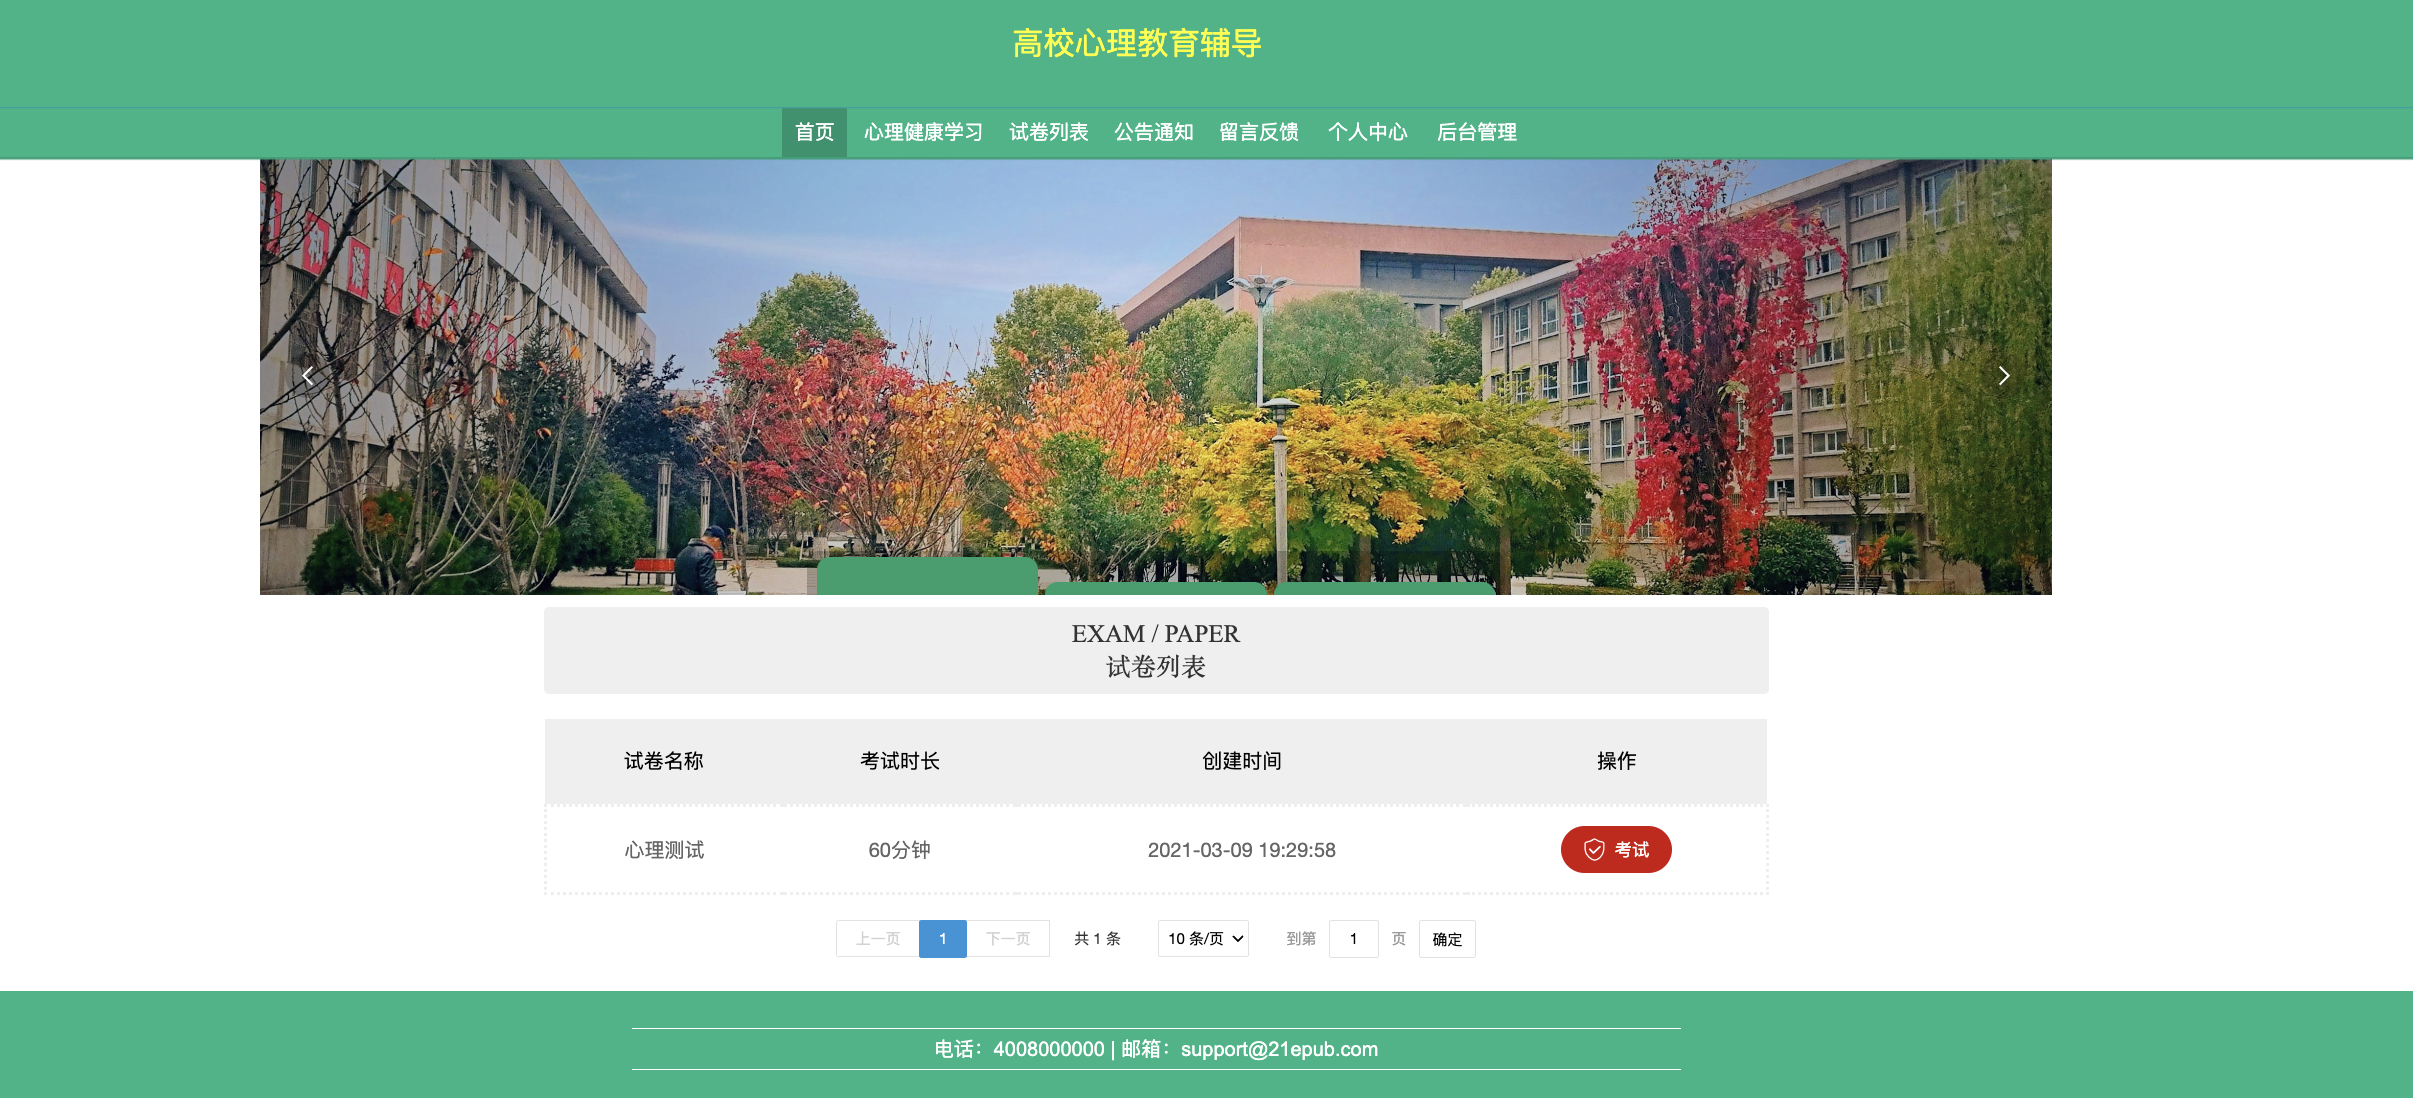 高校心理教育辅导
首页 心理健康学习 试卷列表 公告通知 留言反馈 个人中心 后台管理
EXAM / PAPER
试卷列表
试卷名称 考试时长 创建时间 操作
心理测试 60分钟 2021-03-09 19:29:58 考试
上一页 1 下一页 共 1 条 10 条/页 到第 1 页 确定
电话：4008000000 | 邮箱：support@21epub.com